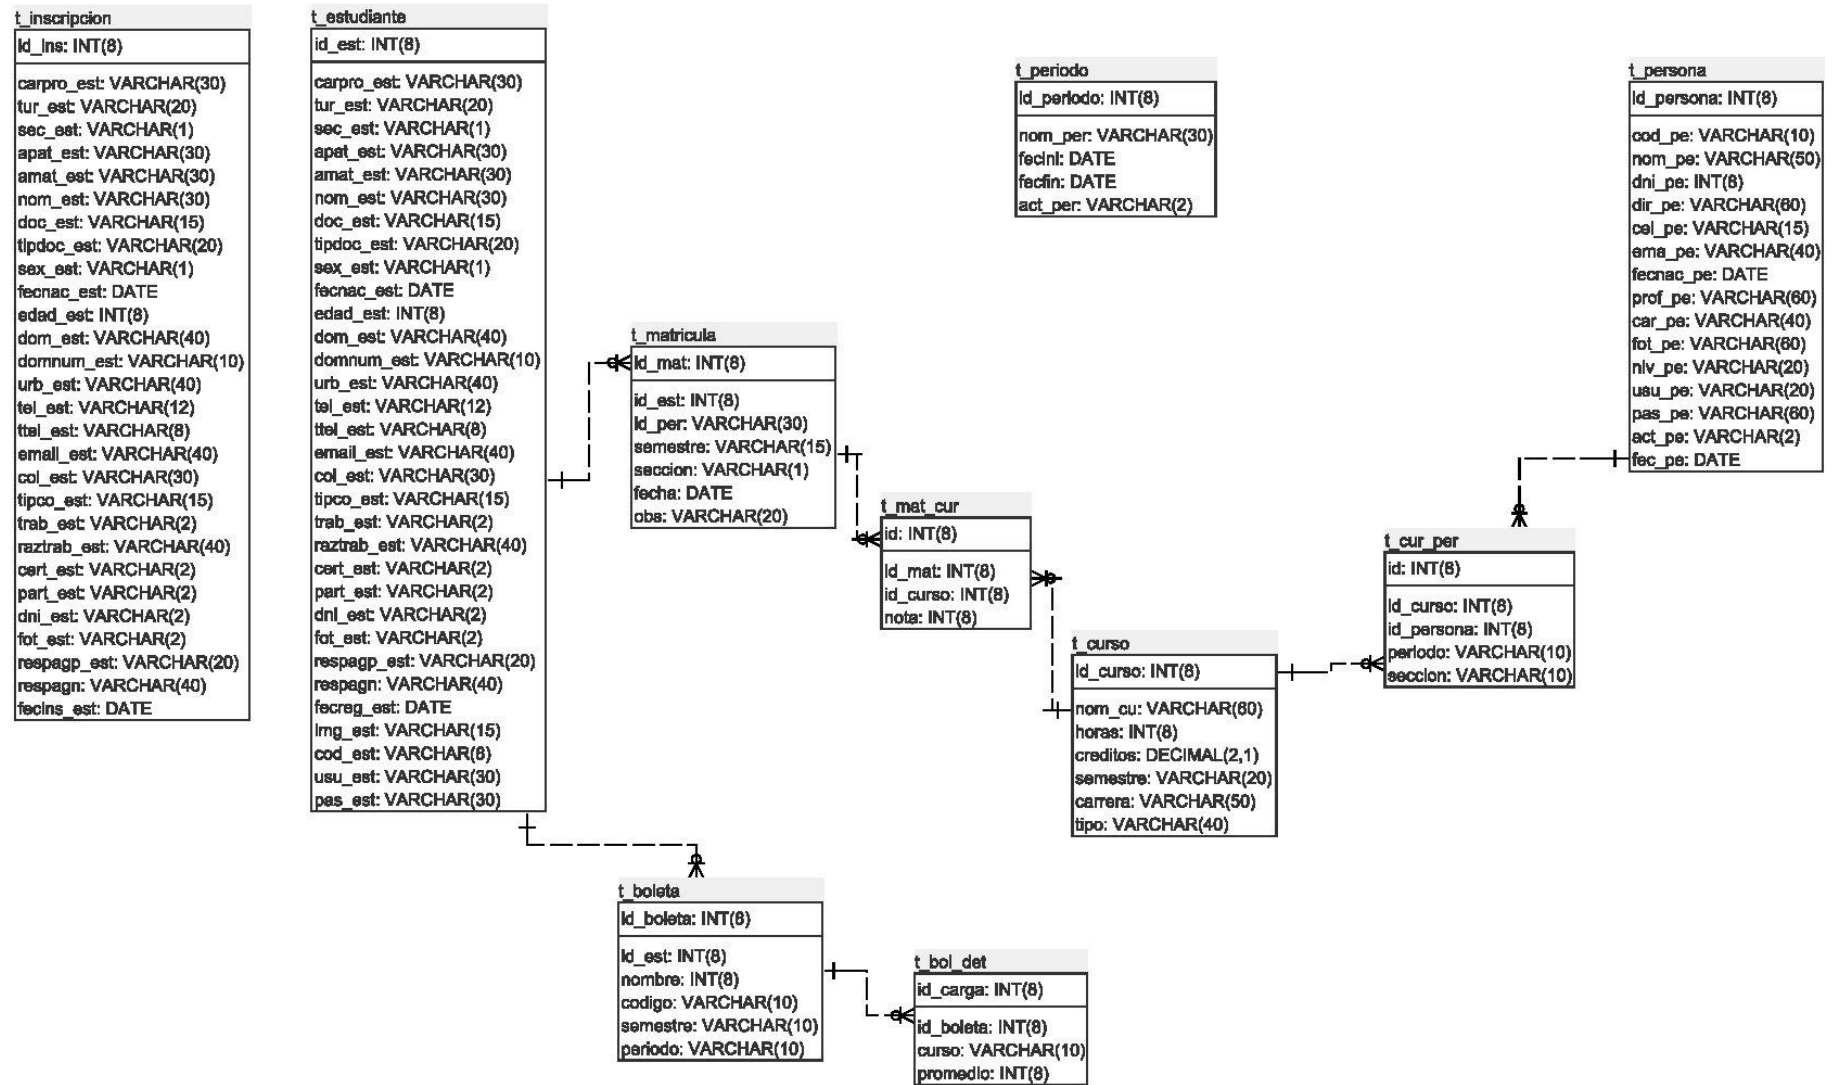 t_inscripcion
id_ins: INT(8)
carpro_est: VARCHAR(30)
tur_est: VARCHAR(20)
sec_est: VARCHAR(1)
apat_est: VARCHAR(30)
amat_est: VARCHAR(30)
nom_est: VARCHAR(30)
doc_est: VARCHAR(15)
tipdoc_est: VARCHAR(20)
sex_est: VARCHAR(1)
fecnac_est: DATE
edad_est: INT(8)
dom_est: VARCHAR(40)
domnum_est: VARCHAR(10)
urb_est: VARCHAR(40)
tel_est: VARCHAR(12)
ttel_est: VARCHAR(8)
email_est: VARCHAR(40)
col_est: VARCHAR(30)
tipco_est: VARCHAR(15)
trab_est: VARCHAR(2)
raztrab_est: VARCHAR(40)
cert_est: VARCHAR(2)
part_est: VARCHAR(2)
dni_est: VARCHAR(2)
fot_est: VARCHAR(2)
respagp_est: VARCHAR(20)
respagn: VARCHAR(40)
fecins_est: DATE
t_estudiante
id_est: INT(8)
carpro_est: VARCHAR(30)
tur_est: VARCHAR(20)
sec_est: VARCHAR(1)
apat_est: VARCHAR(30)
amat_est: VARCHAR(30)
nom_est: VARCHAR(30)
doc_est: VARCHAR(15)
tipdoc_est: VARCHAR(20)
sex_est: VARCHAR(1)
fecnac_est: DATE
edad_est: INT(8)
dom_est: VARCHAR(40)
domnum_est: VARCHAR(10)
urb_est: VARCHAR(40)
tel_est: VARCHAR(12)
ttel_est: VARCHAR(8)
email_est: VARCHAR(40)
col_est: VARCHAR(30)
tipco_est: VARCHAR(15)
trab_est: VARCHAR(2)
raztrab_est: VARCHAR(40)
cert_est: VARCHAR(2)
part_est: VARCHAR(2)
dni_est: VARCHAR(2)
fot_est: VARCHAR(2)
respagp_est: VARCHAR(20)
respagn: VARCHAR(40)
fecreg_est: DATE
img_est: VARCHAR(15)
cod_est: VARCHAR(8)
usu_est: VARCHAR(30)
pas_est: VARCHAR(30)
t_matricula
id_mat: INT(8)
id_est: INT(8)
id_per: VARCHAR(30)
semestre: VARCHAR(15)
seccion: VARCHAR(1)
fecha: DATE
obs: VARCHAR(20)
t_boleta
id_boleta: INT(8)
id_est: INT(8)
nombre: INT(8)
codigo: VARCHAR(10)
semestre: VARCHAR(10)
periodo: VARCHAR(10)
t_mat_cur
id: INT(8)
id_mat: INT(8)
id_curso: INT(8)
nota: INT(8)
t_bol_det
id_carga: INT(8)
id_boleta: INT(8)
curso: VARCHAR(10)
promedio: INT(8)
t_periodo
id_periodo: INT(8)
nom_per: VARCHAR(30)
fecini: DATE
fecfin: DATE
act_per: VARCHAR(2)
t_curso
id_curso: INT(8)
nom_cu: VARCHAR(60)
horas: INT(8)
creditos: DECIMAL(2,1)
semestre: VARCHAR(20)
carrera: VARCHAR(50)
tipo: VARCHAR(40)
t_cur_per
id: INT(8)
id_curso: INT(8)
id_persona: INT(8)
periodo: VARCHAR(10)
seccion: VARCHAR(10)
t_persona
id_persona: INT(8)
cod_pe: VARCHAR(10)
nom_pe: VARCHAR(50)
dni_pe: INT(8)
dir_pe: VARCHAR(60)
cel_pe: VARCHAR(15)
ema_pe: VARCHAR(40)
fecnac_pe: DATE
prof_pe: VARCHAR(60)
car_pe: VARCHAR(40)
fot_pe: VARCHAR(60)
niv_pe: VARCHAR(20)
usu_pe: VARCHAR(20)
pas_pe: VARCHAR(60)
act_pe: VARCHAR(2)
fec_pe: DATE